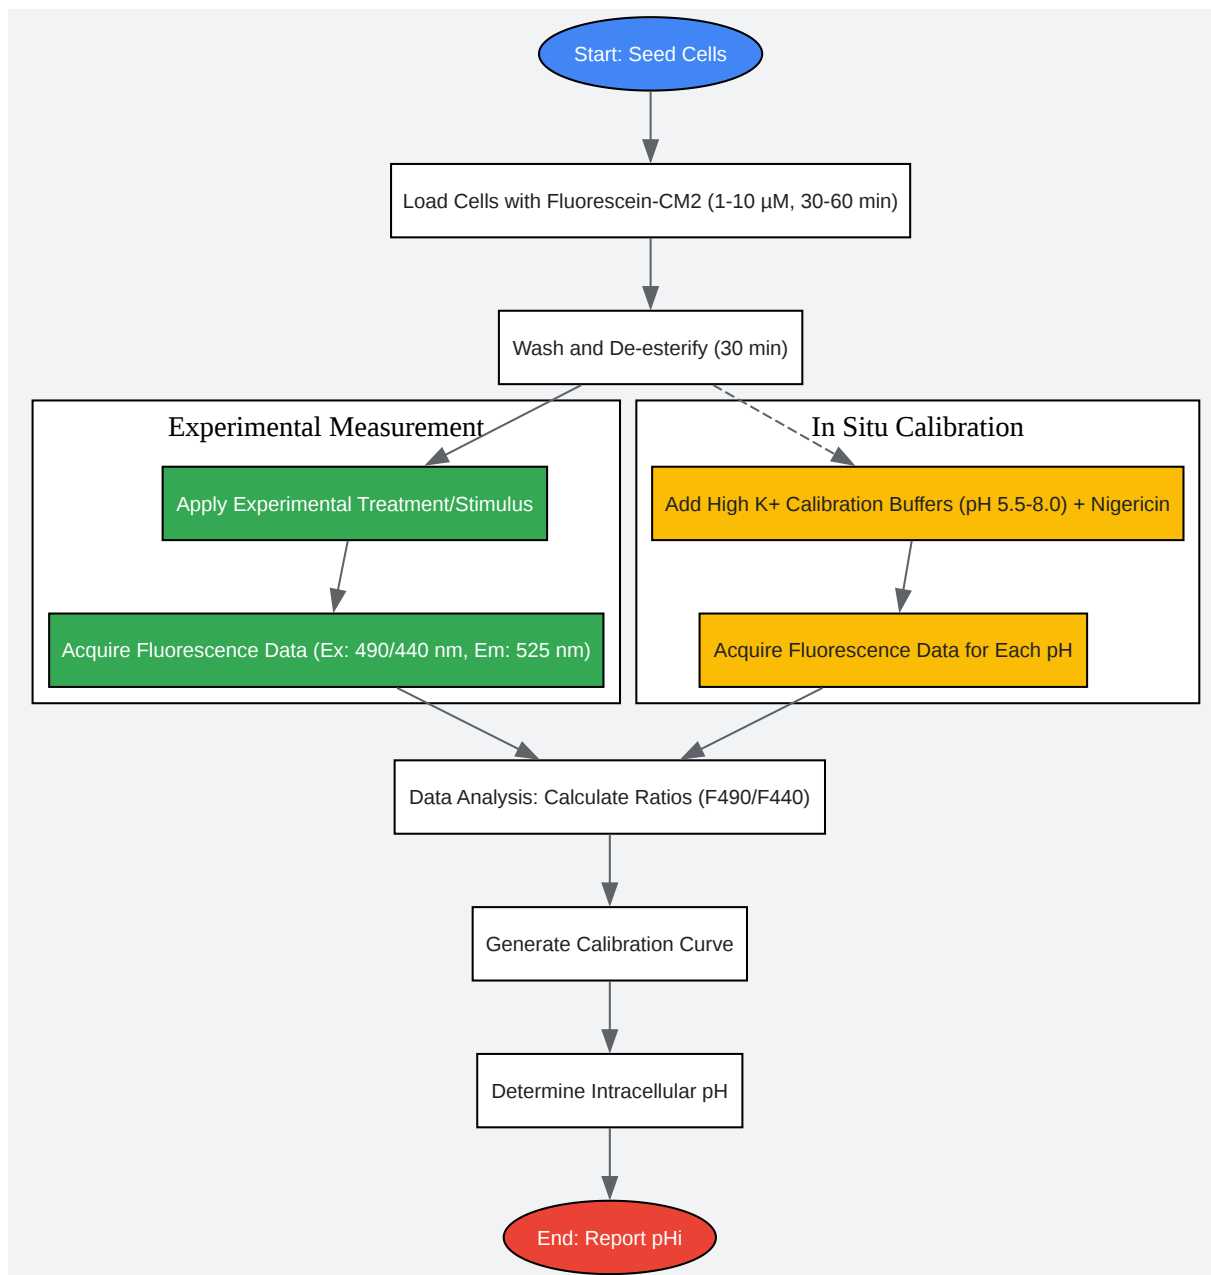 Start: Seed Cells
Load Cells with Fluorescein-CM2 (1-10 µM, 30-60 min)
Wash and De-esterify (30 min)
Experimental Measurement
Apply Experimental Treatment/Stimulus
Acquire Fluorescence Data (Ex: 490/440 nm, Em: 525 nm)
In Situ Calibration
Add High K+ Calibration Buffers (pH 5.5-8.0) + Nigericin
Acquire Fluorescence Data for Each pH
Data Analysis: Calculate Ratios (F490/F440)
Generate Calibration Curve
Determine Intracellular pH
End: Report pHi